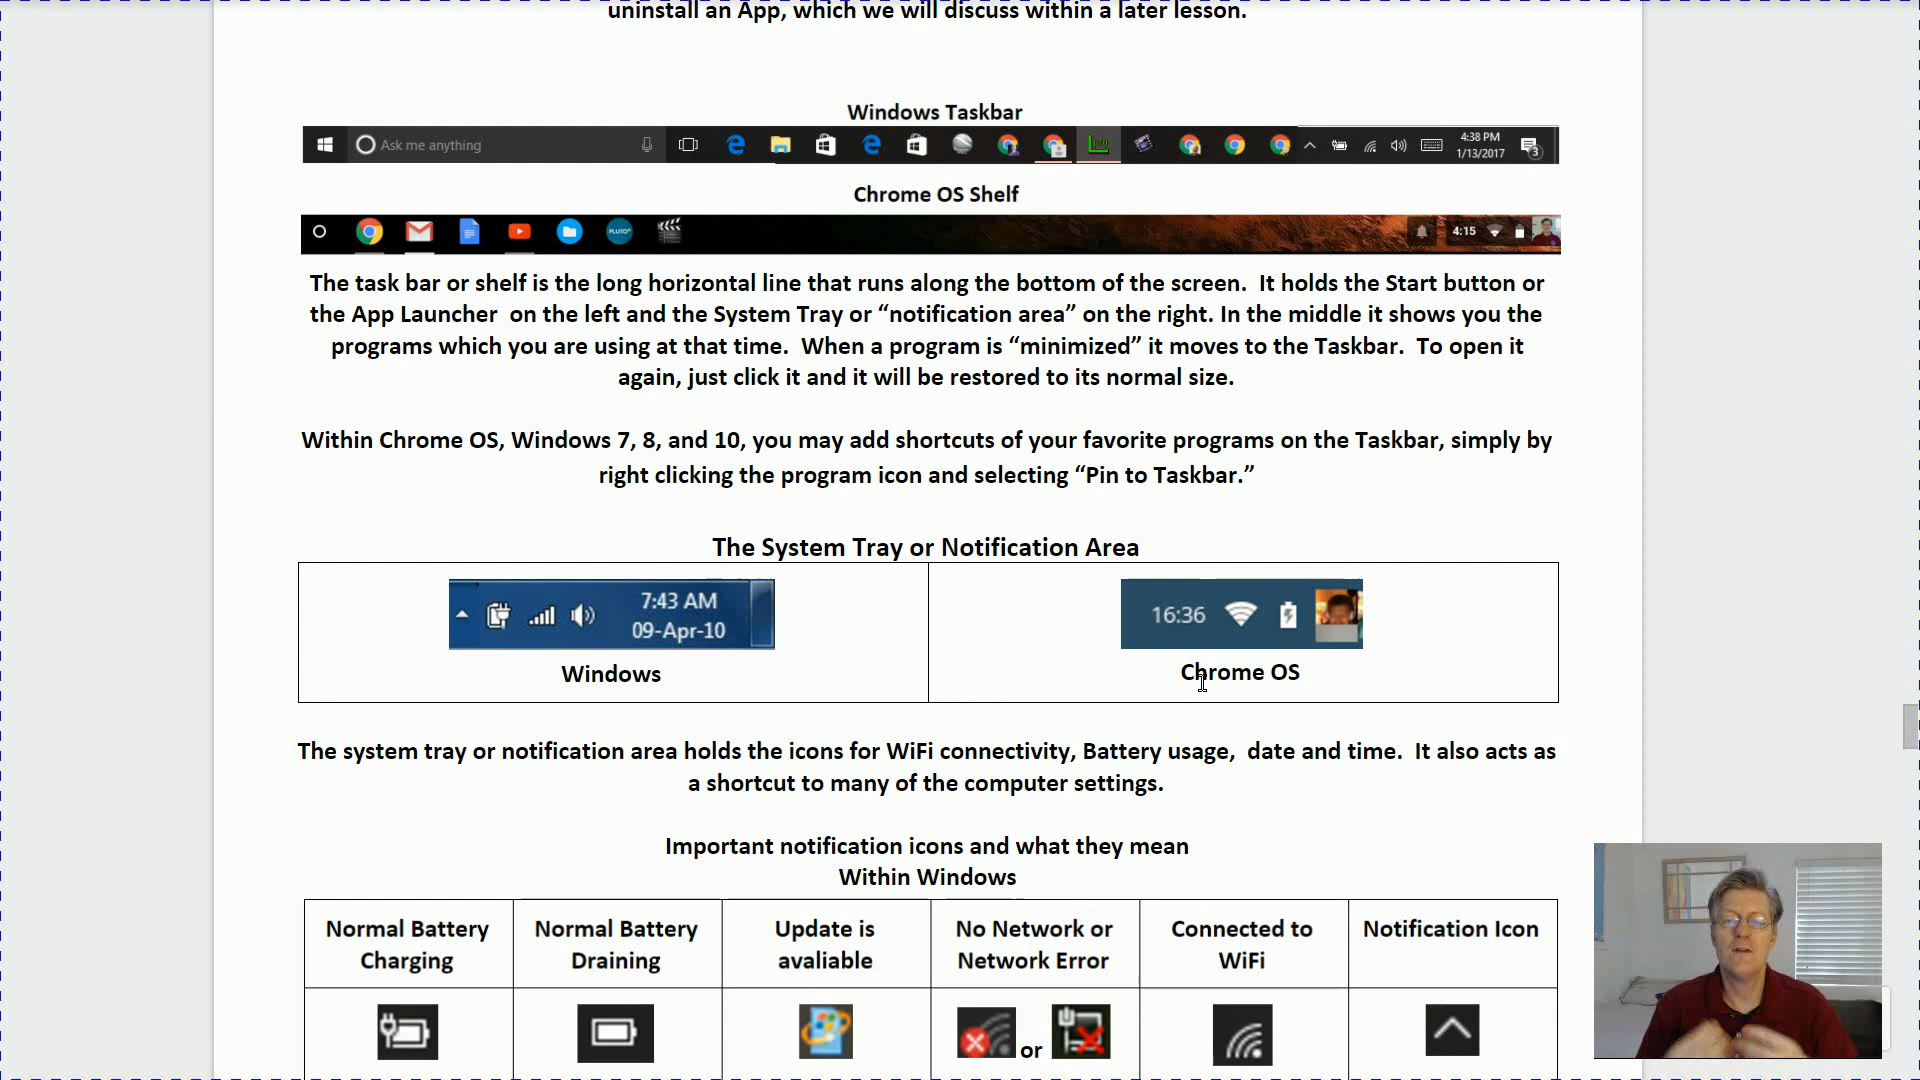 uninstall an App, which we will discuss within a later lesson.
Windows Taskbar
Ask me anything
4:38 PM
1/13/2017
3
Chrome OS Shelf
PLUTO
4:15
The task bar or shelf is the long horizontal line that runs along the bottom of the screen.  It holds the Start button or
the App Launcher  on the left and the System Tray or “notification area” on the right. In the middle it shows you the
programs which you are using at that time.  When a program is “minimized” it moves to the Taskbar.  To open it
again, just click it and it will be restored to its normal size.
Within Chrome OS, Windows 7, 8, and 10, you may add shortcuts of your favorite programs on the Taskbar, simply by
right clicking the program icon and selecting “Pin to Taskbar.”
The System Tray or Notification Area
7:43 AM
09-Apr-10
Windows
16:36
Chrome OS
The system tray or notification area holds the icons for WiFi connectivity, Battery usage,  date and time.  It also acts as
a shortcut to many of the computer settings.
Important notification icons and what they mean
Within Windows
Normal Battery
Charging
Normal Battery
Draining
Update is
avaliable
No Network or
Network Error
Connected to
WiFi
Notification Icon
or